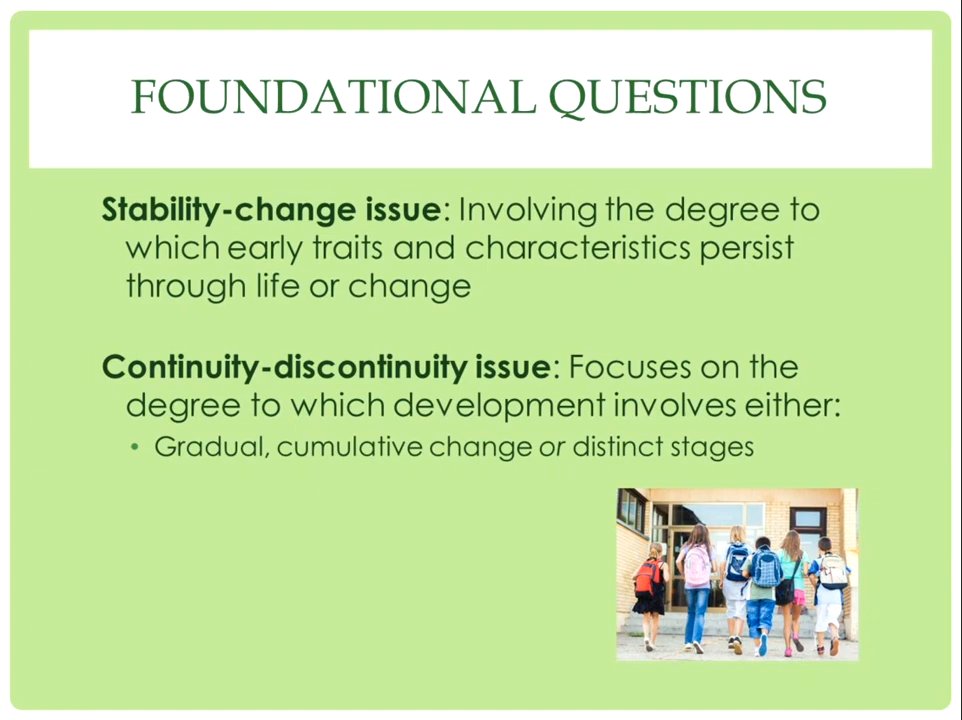 FOUNDATIONAL QUESTIONS
Stability-change issue: Involving the degree to
which early traits and characteristics persist
through life or change
Continuity-discontinuity issue: Focuses on the
degree to which development involves either:
• Gradual, cumulative change or distinct stages